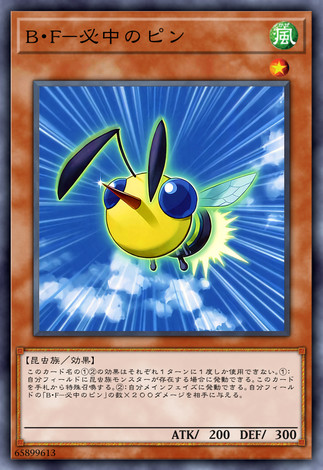 B・F－必中のピン
風
【昆虫族／効果】
このカード名の①②の効果はそれぞれ１ターンに１度しか使用できない。①：
自分フィールドに昆虫族モンスターが存在する場合に発動できる。このカード
を手札から特殊召喚する。②：自分メインフェイズに発動できる。自分フィール
ドの「B・F－必中のピン」の数×２００ダメージを相手に与える。
ATK/ 200 DEF/ 300
65899613